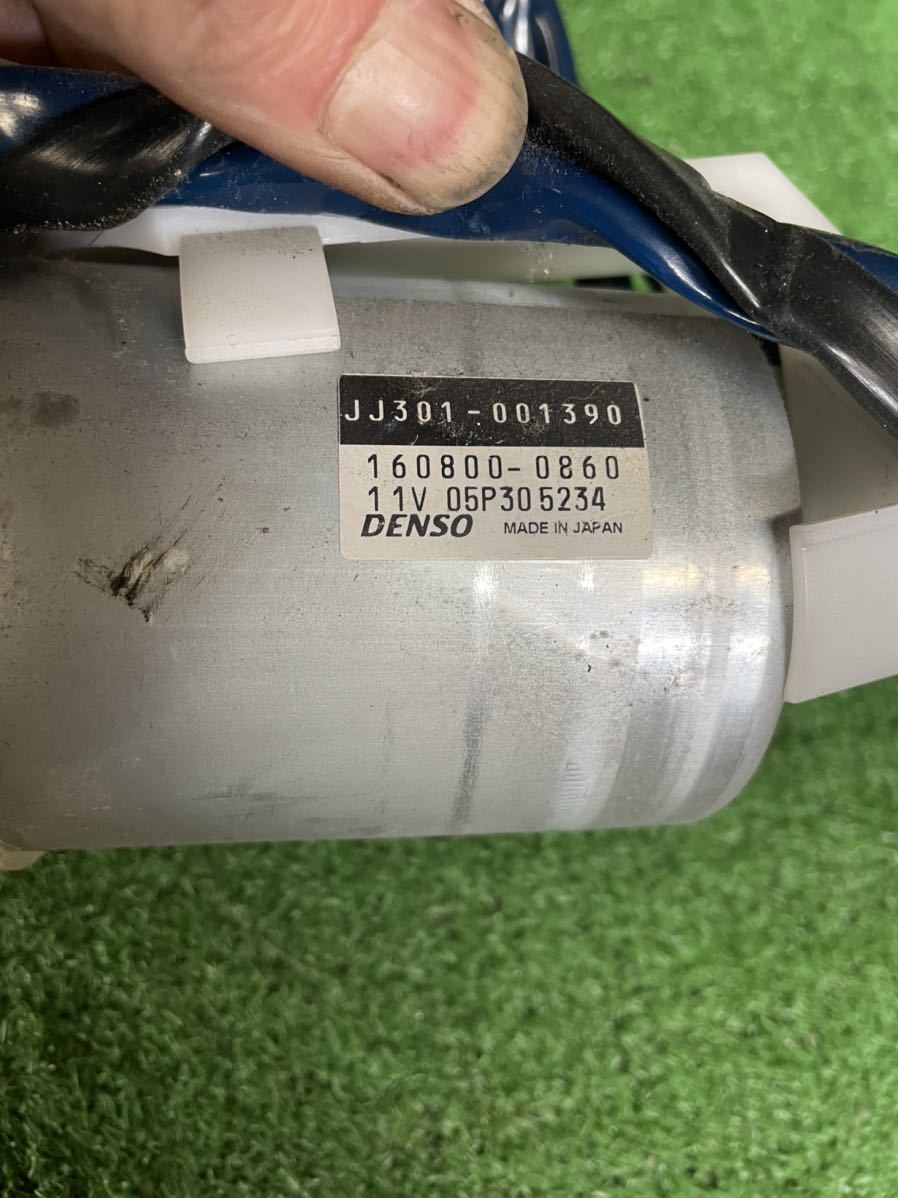 JJ301-001390
160800-0860
11V 05P305234
DENSO MADE IN JAPAN